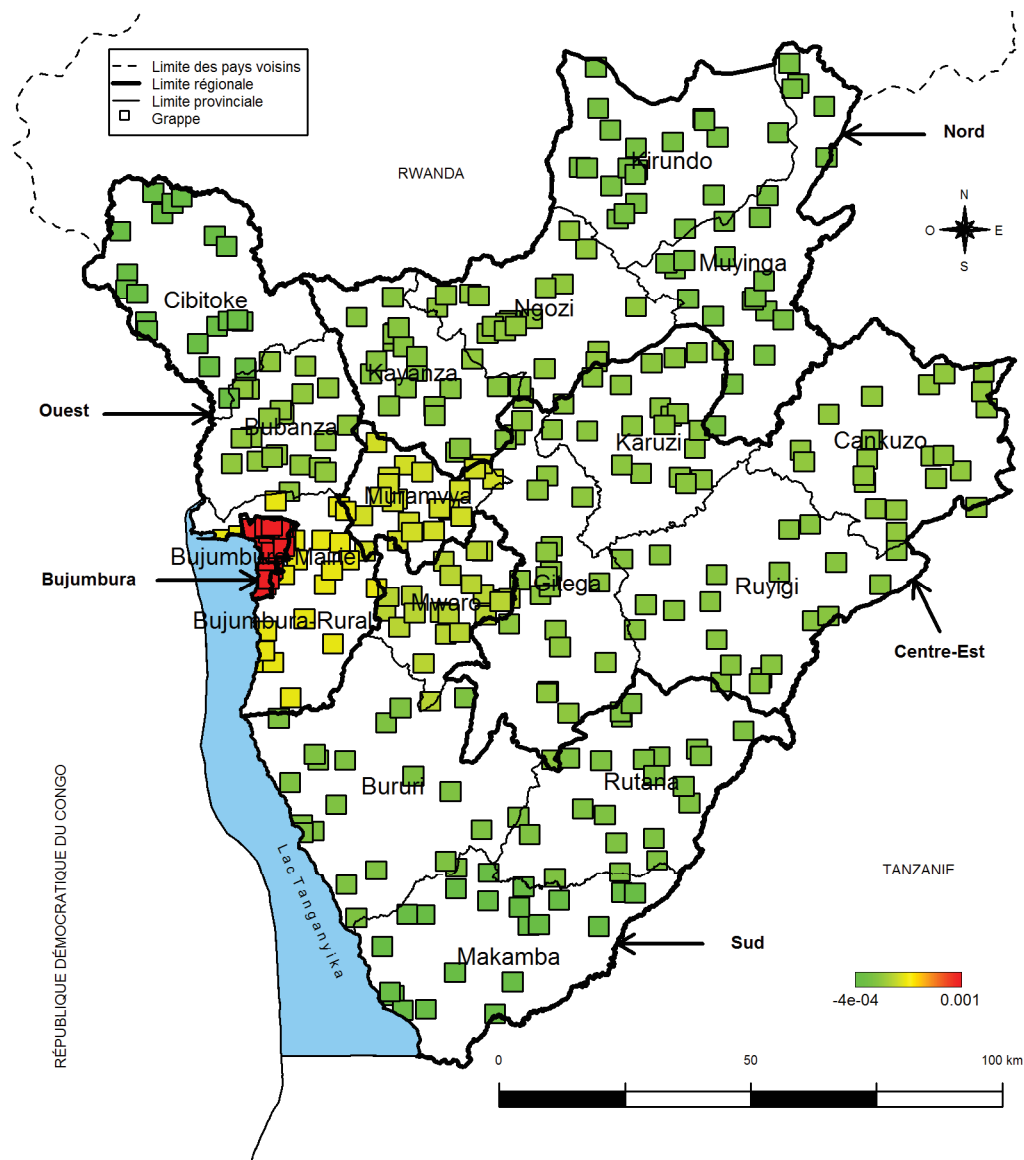 Limite des pays voisins
Limite régionale
Limite provinciale
Grappe
Nord
RWANDA
Kirundo
N
O
E
S
Muyinga
Cibitoke
Ngozi
Kayanza
Ouest
Bubanza
Karuzi
Cankuzo
Muramvya
Bujumbura-Mairie
Bujumbura
Gitega
Ruyigi
Mwaro
Bujumbura-Rural
Centre-Est
Bururi
Rutana
RÉPUBLIQUE DÉMOCRATIQUE DU CONGO
Lac Tanganyika
TANZANIE
Sud
Makamba
-4e-04
0.001
0
50
100 km